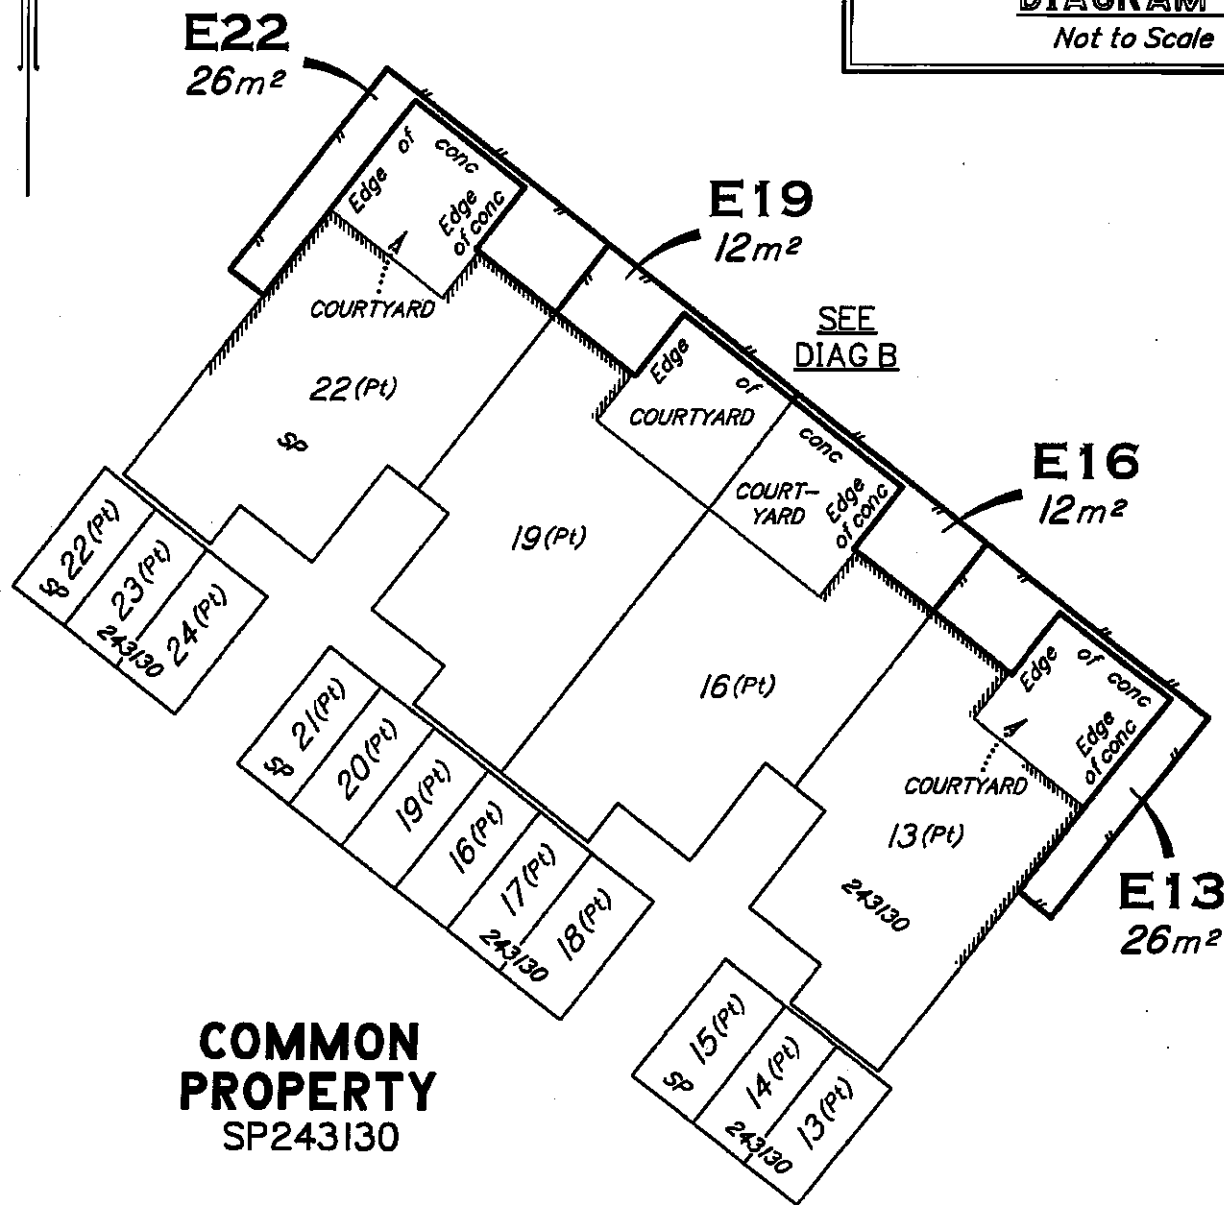 DIAGRAM
Not to Scale
E22
26m²
Edge
of
conc
Edge
of conc
COURTYARD
22(Pt)
SP
E19
12m²
SEE
DIAG B
Edge
of
conc
COURTYARD
COURT-
YARD
Edge
of conc
19(Pt)
E16
12m²
16(Pt)
Edge
of
conc
Edge
of conc
COURTYARD
13(Pt)
243130
E13
26m²
22(Pt)
SP
23(Pt)
24(Pt)
243130
21(Pt)
SP
20(Pt)
19(Pt)
16(Pt)
17(Pt)
18(Pt)
243130
15(Pt)
SP
14(Pt)
13(Pt)
243130
COMMON
PROPERTY
SP243130